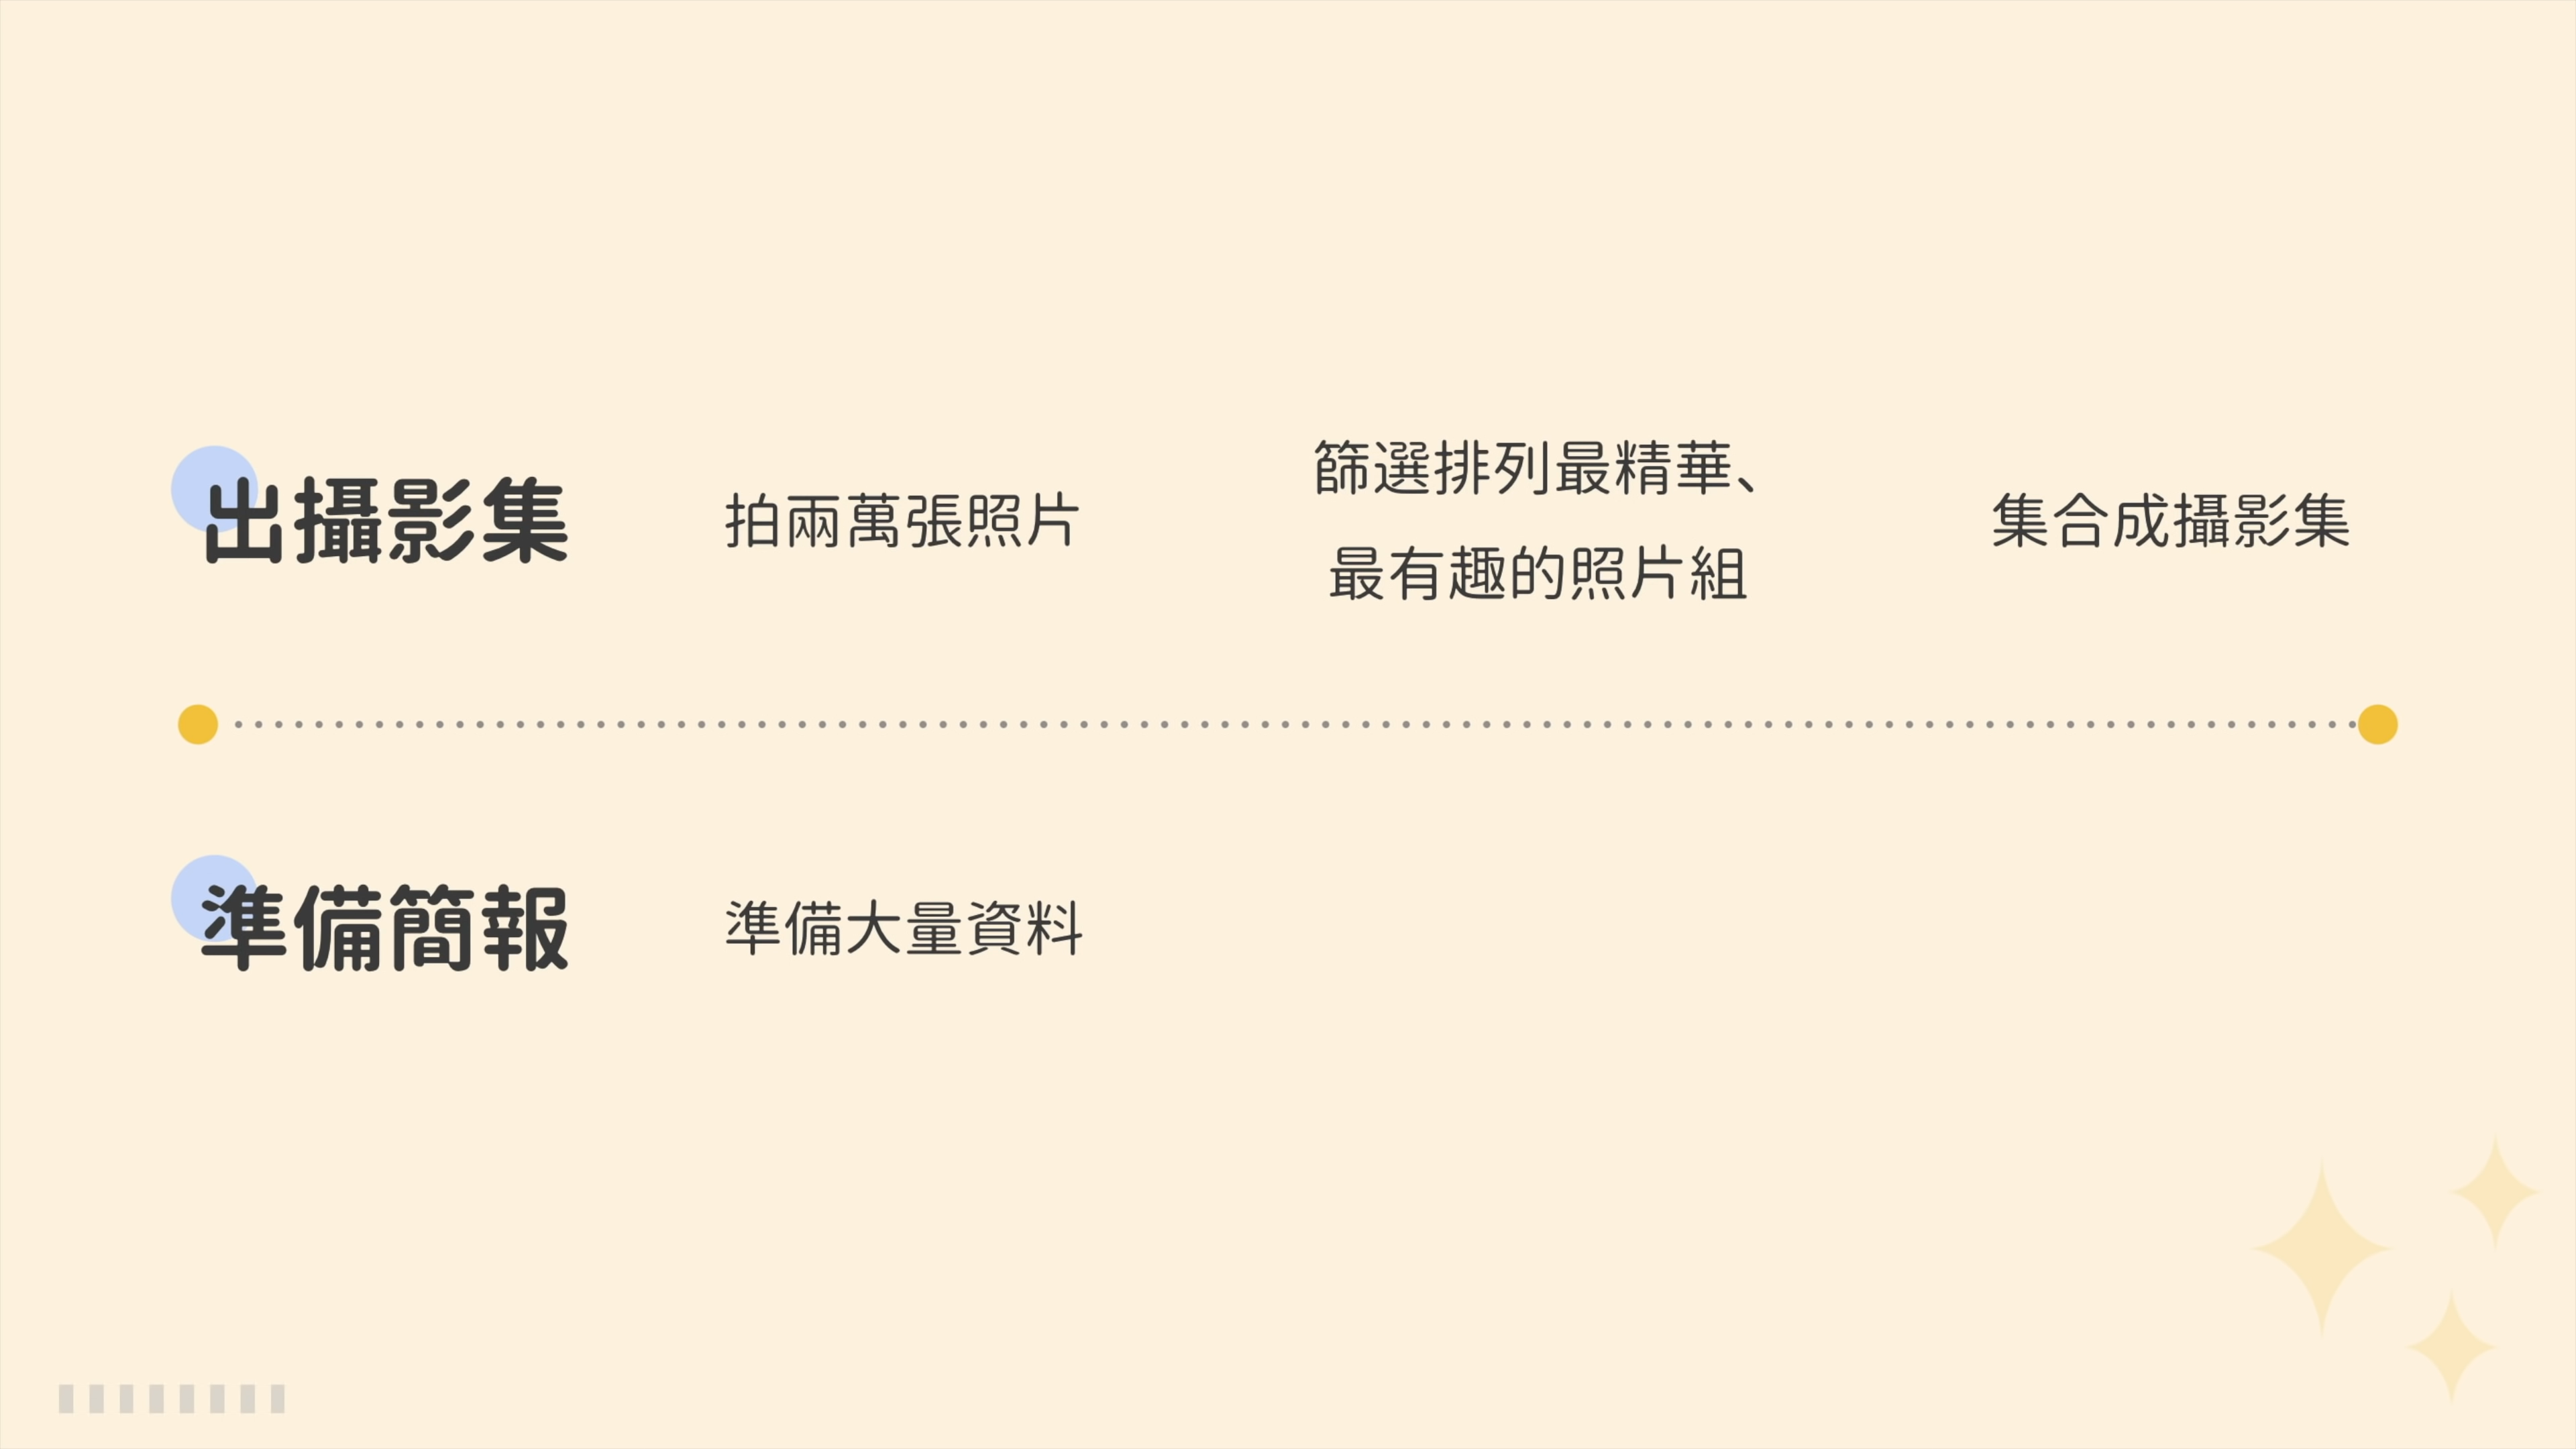 出攝影集
拍兩萬張照片
篩選排列最精華、
最有趣的照片組
集合成攝影集
準備簡報
準備大量資料